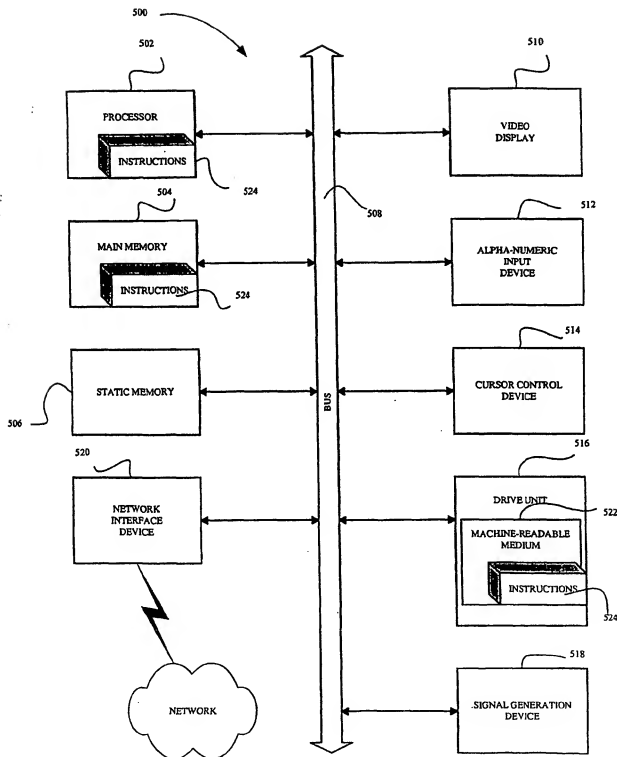 500
502
PROCESSOR
INSTRUCTIONS
524
504
MAIN MEMORY
INSTRUCTIONS
524
STATIC MEMORY
506
520
NETWORK
INTERFACE
DEVICE
NETWORK
508
BUS
510
VIDEO
DISPLAY
512
ALPHA-NUMERIC
INPUT
DEVICE
514
CURSOR CONTROL
DEVICE
516
DRIVE UNIT
522
MACHINE-READABLE
MEDIUM
INSTRUCTIONS
524
518
SIGNAL GENERATION
DEVICE